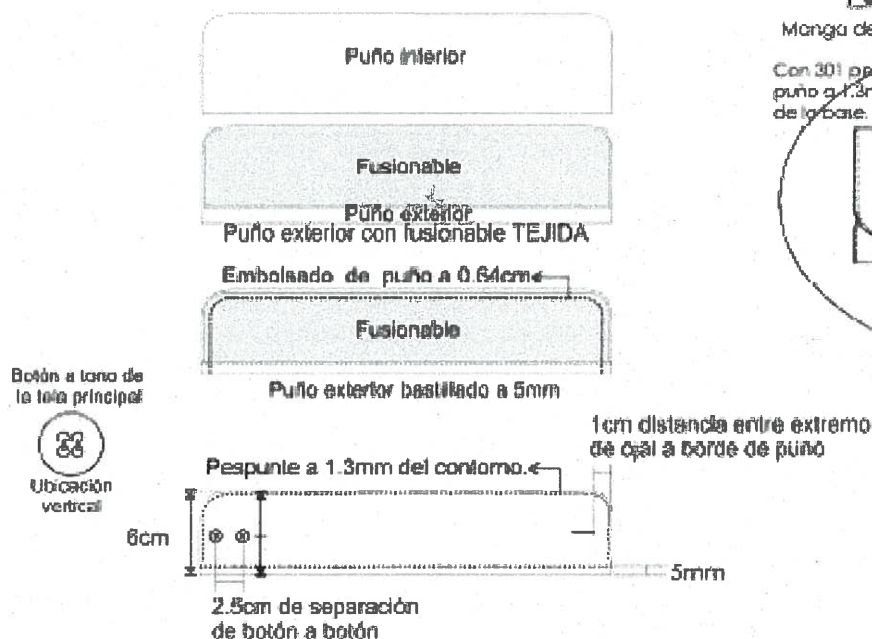 Puño interior
Fusionable
Puño exterior
Puño exterior con fusionable TEJIDA
Embolsado de puño a 0.64cm
Fusionable
Puño exterior bastillado a 5mm
Botón a tono de
la tela principal
Ubicación
vertical
1cm distancia entre extremo
de ojal a borde de puño
Pespunte a 1.3mm del contorno.
6cm
5mm
2.5cm de separación
de botón a botón
Manga de
Con 301
puño a 1.3m
de la base.